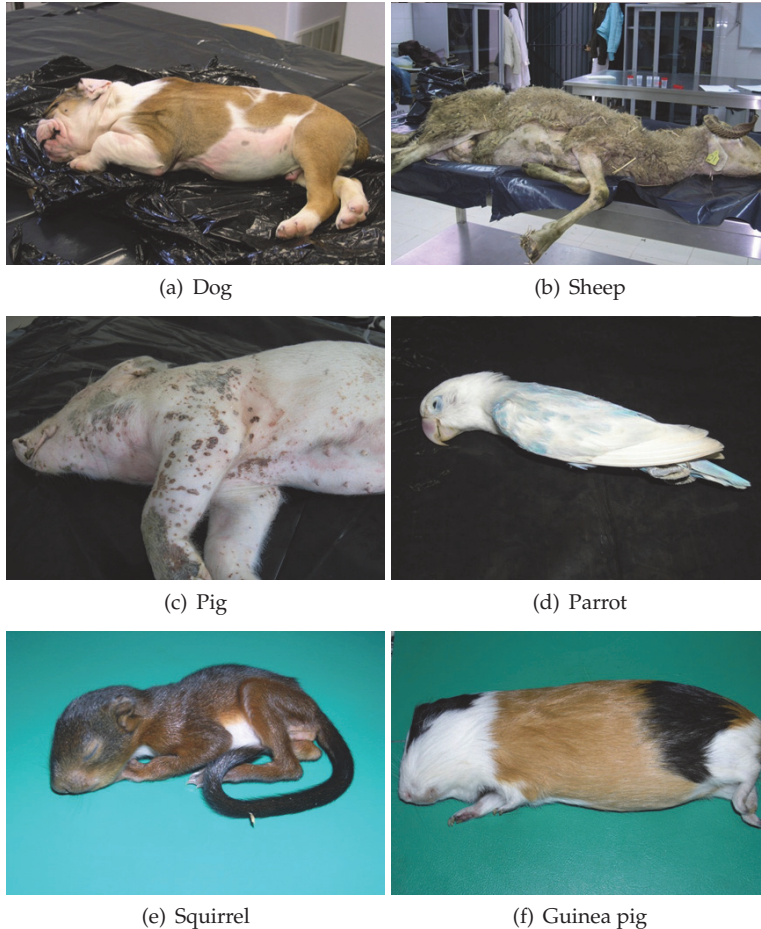 (a) Dog
(b) Sheep
(c) Pig
(d) Parrot
(e) Squirrel
(f) Guinea pig